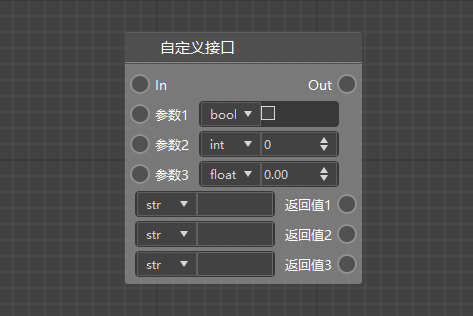 自定义接口
In Out
参数1 bool
参数2 int 0
参数3 float 0.00
str 返回值1
str 返回值2
str 返回值3